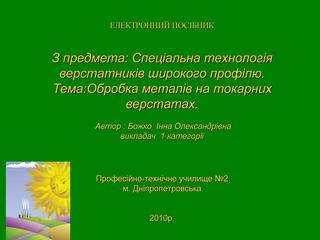 ЕЛЕКТРОННИЙ ПОСІБНИК
З предмета: Спеціальна технологія
верстатників широкого профілю.
Тема:Обробка металів на токарних
верстатах.
Автор : Божко Інна Олександрівна
викладач 1 категорії
Професійно-технічне училище №2
м. Дніпропетровська
2010р.